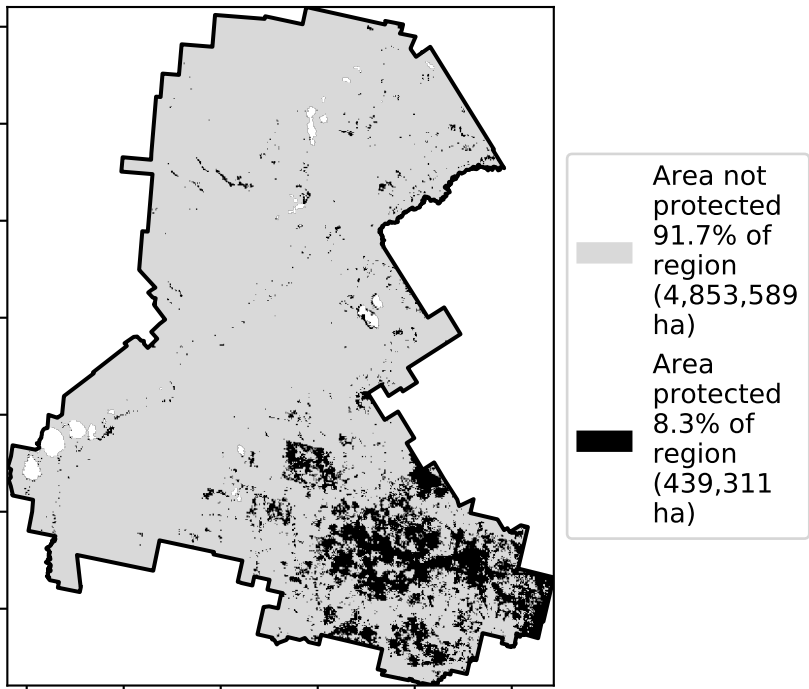 Area not
protected
91.7% of
region
(4,853,589
ha)
Area
protected
8.3% of
region
(439,311
ha)